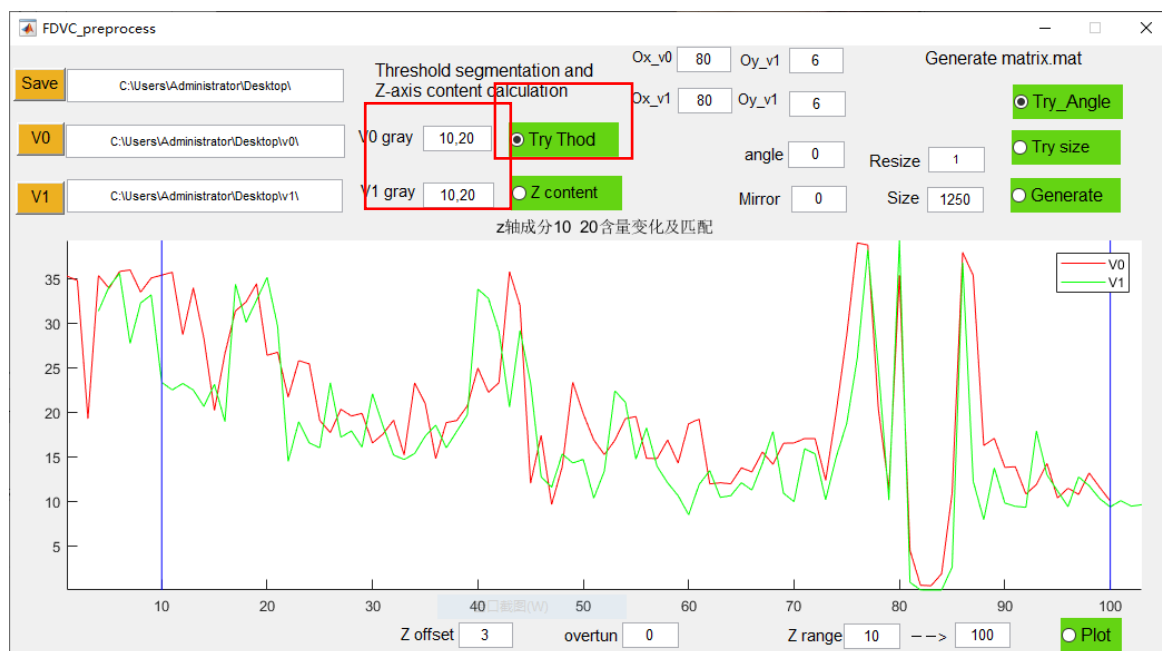 FDVC_preprocess
Save C:\Users\Administrator\Desktop\
V0 C:\Users\Administrator\Desktop\v0\
V1 C:\Users\Administrator\Desktop\v1\
Threshold segmentation and
Z-axis content calculation
V0 gray 10,20 Try Thod
V1 gray 10,20 Z content
Ox_v0 80 Oy_v1 6
Ox_v1 80 Oy_v1 6
angle 0 Resize 1
Mirror 0 Size 1250
Generate matrix.mat
Try_Angle
Try size
Generate
z轴成分10 20含量变化及匹配
V0
V1
35
30
25
20
15
10
5
10 20 30 40 50 60 70 80 90 100
口截图(W)
Z offset 3 overtun 0 Z range 10 --> 100 Plot